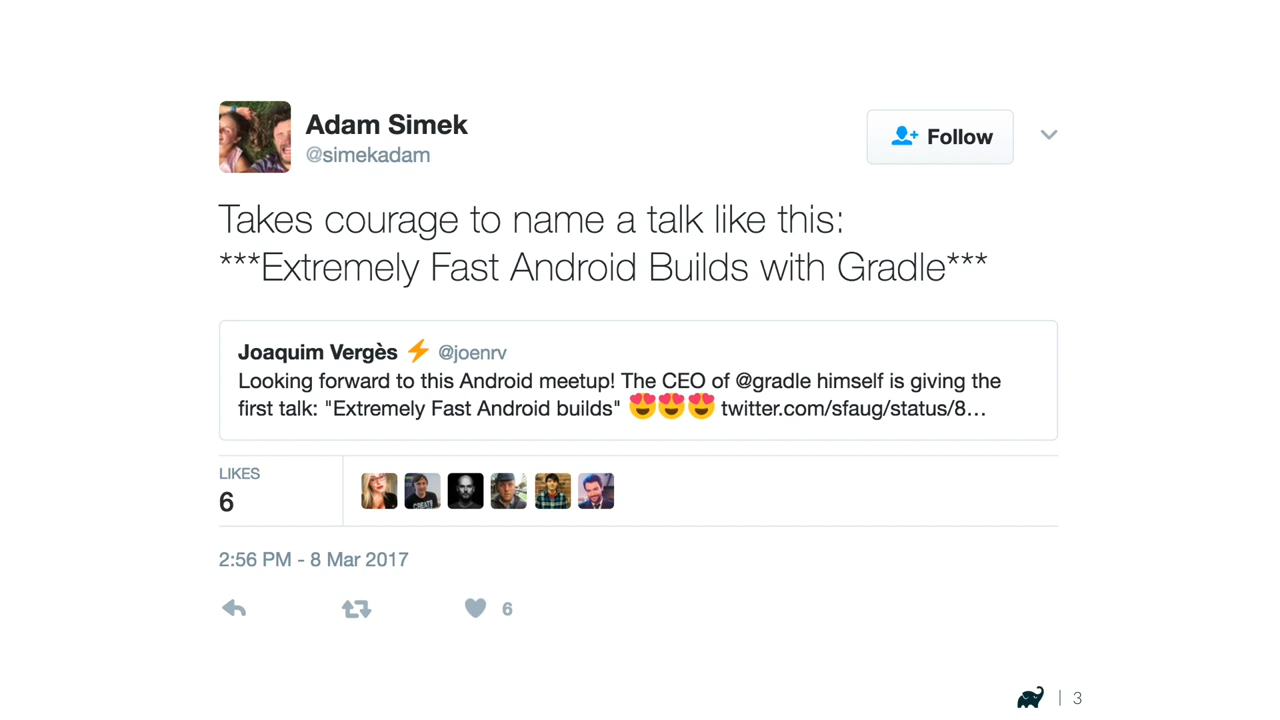 Adam Simek
@simekadam
Follow
Takes courage to name a talk like this:
***Extremely Fast Android Builds with Gradle***
Joaquim Vergès ⚡ @joenrv
Looking forward to this Android meetup! The CEO of @gradle himself is giving the
first talk: "Extremely Fast Android builds" 😍😍😍 twitter.com/sfaug/status/8…
LIKES
6
CREATE
2:56 PM - 8 Mar 2017
6
| 3